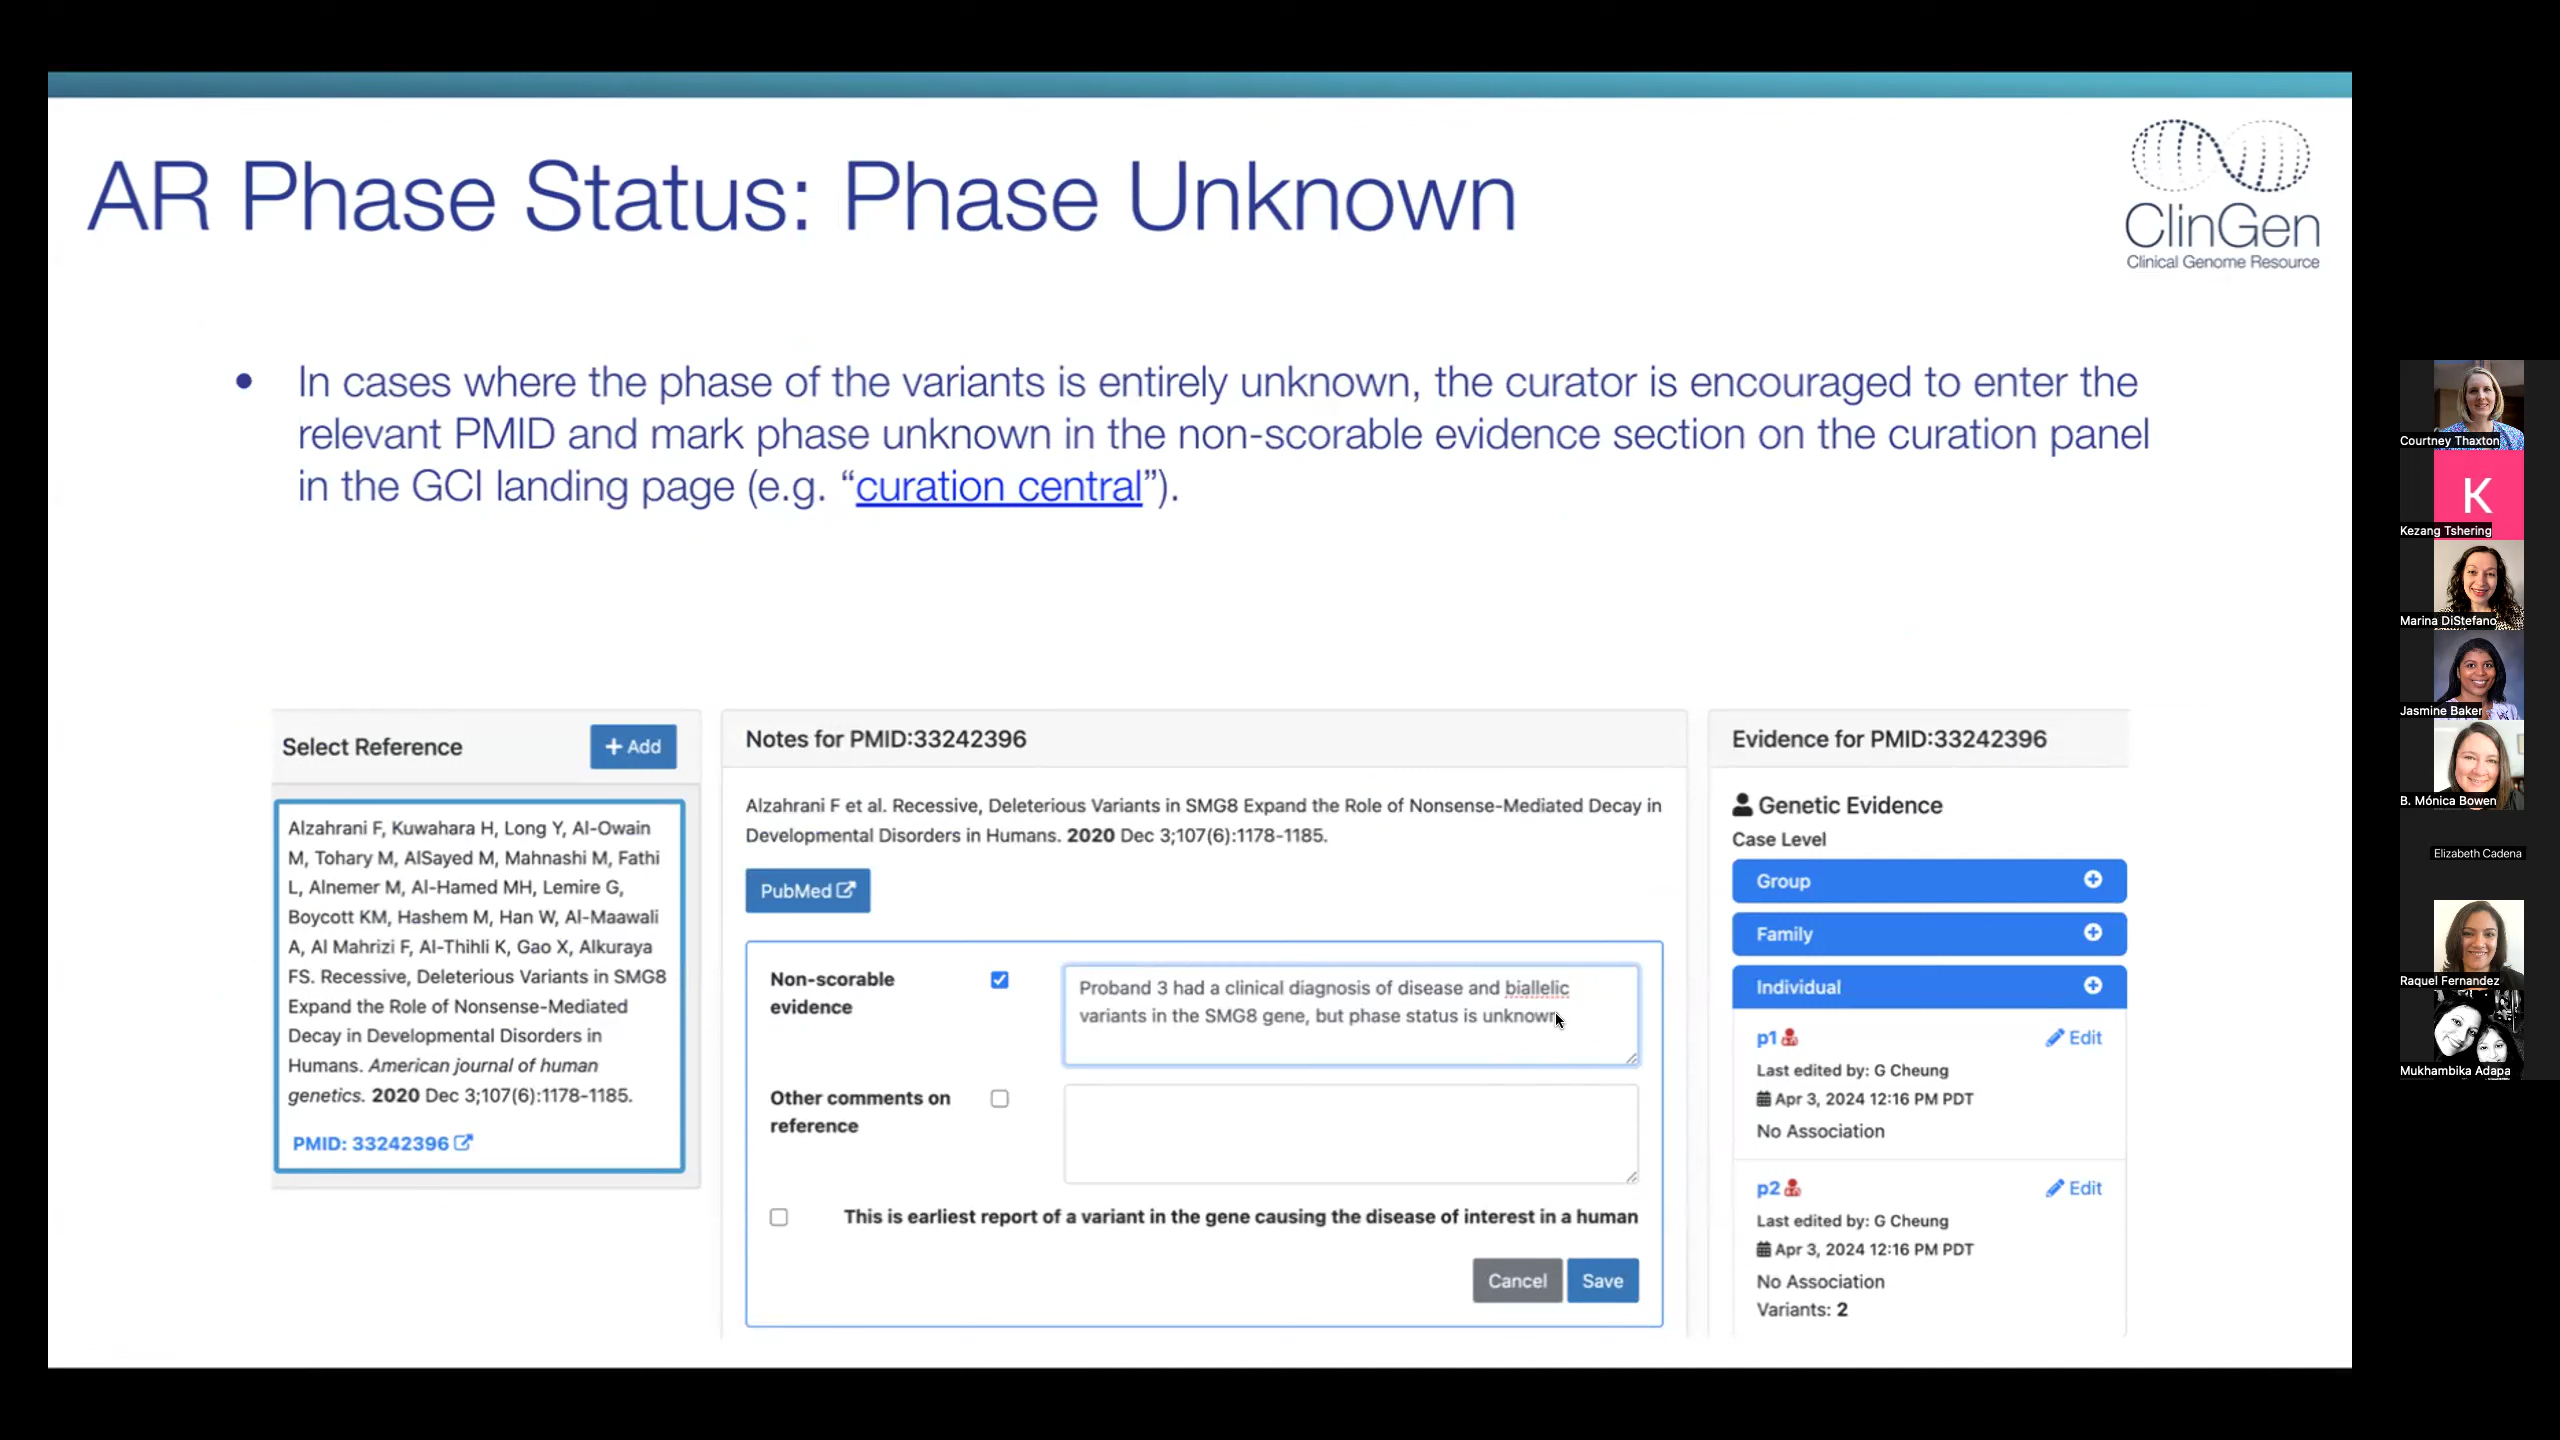 AR Phase Status: Phase Unknown
ClinGen
Clinical Genome Resource
• In cases where the phase of the variants is entirely unknown, the curator is encouraged to enter the
relevant PMID and mark phase unknown in the non-scorable evidence section on the curation panel
in the GCI landing page (e.g. “curation central”).
Select Reference
+ Add
Alzahrani F, Kuwahara H, Long Y, Al-Owain
M, Tohary M, AlSayed M, Mahnashi M, Fathi
L, Alnemer M, Al-Hamed MH, Lemire G,
Boycott KM, Hashem M, Han W, Al-Maawali
A, Al Mahrizi F, Al-Thihli K, Gao X, Alkuraya
FS. Recessive, Deleterious Variants in SMG8
Expand the Role of Nonsense-Mediated
Decay in Developmental Disorders in
Humans. American journal of human
genetics. 2020 Dec 3;107(6):1178-1185.
PMID: 33242396
Notes for PMID:33242396
Alzahrani F et al. Recessive, Deleterious Variants in SMG8 Expand the Role of Nonsense-Mediated Decay in
Developmental Disorders in Humans. 2020 Dec 3;107(6):1178-1185.
PubMed
Non-scorable
evidence
Proband 3 had a clinical diagnosis of disease and biallelic
variants in the SMG8 gene, but phase status is unknown
Other comments on
reference
This is earliest report of a variant in the gene causing the disease of interest in a human
Cancel
Save
Evidence for PMID:33242396
Genetic Evidence
Case Level
Group
Family
Individual
p1
Edit
Last edited by: G Cheung
Apr 3, 2024 12:16 PM PDT
No Association
p2
Edit
Last edited by: G Cheung
Apr 3, 2024 12:16 PM PDT
No Association
Variants: 2
Courtney Thaxton
K
Kezang Tshering
Marina DiStefano
Jasmine Baker
B. Mónica Bowen
Elizabeth Cadena
Raquel Fernandez
Mukhambika Adapa